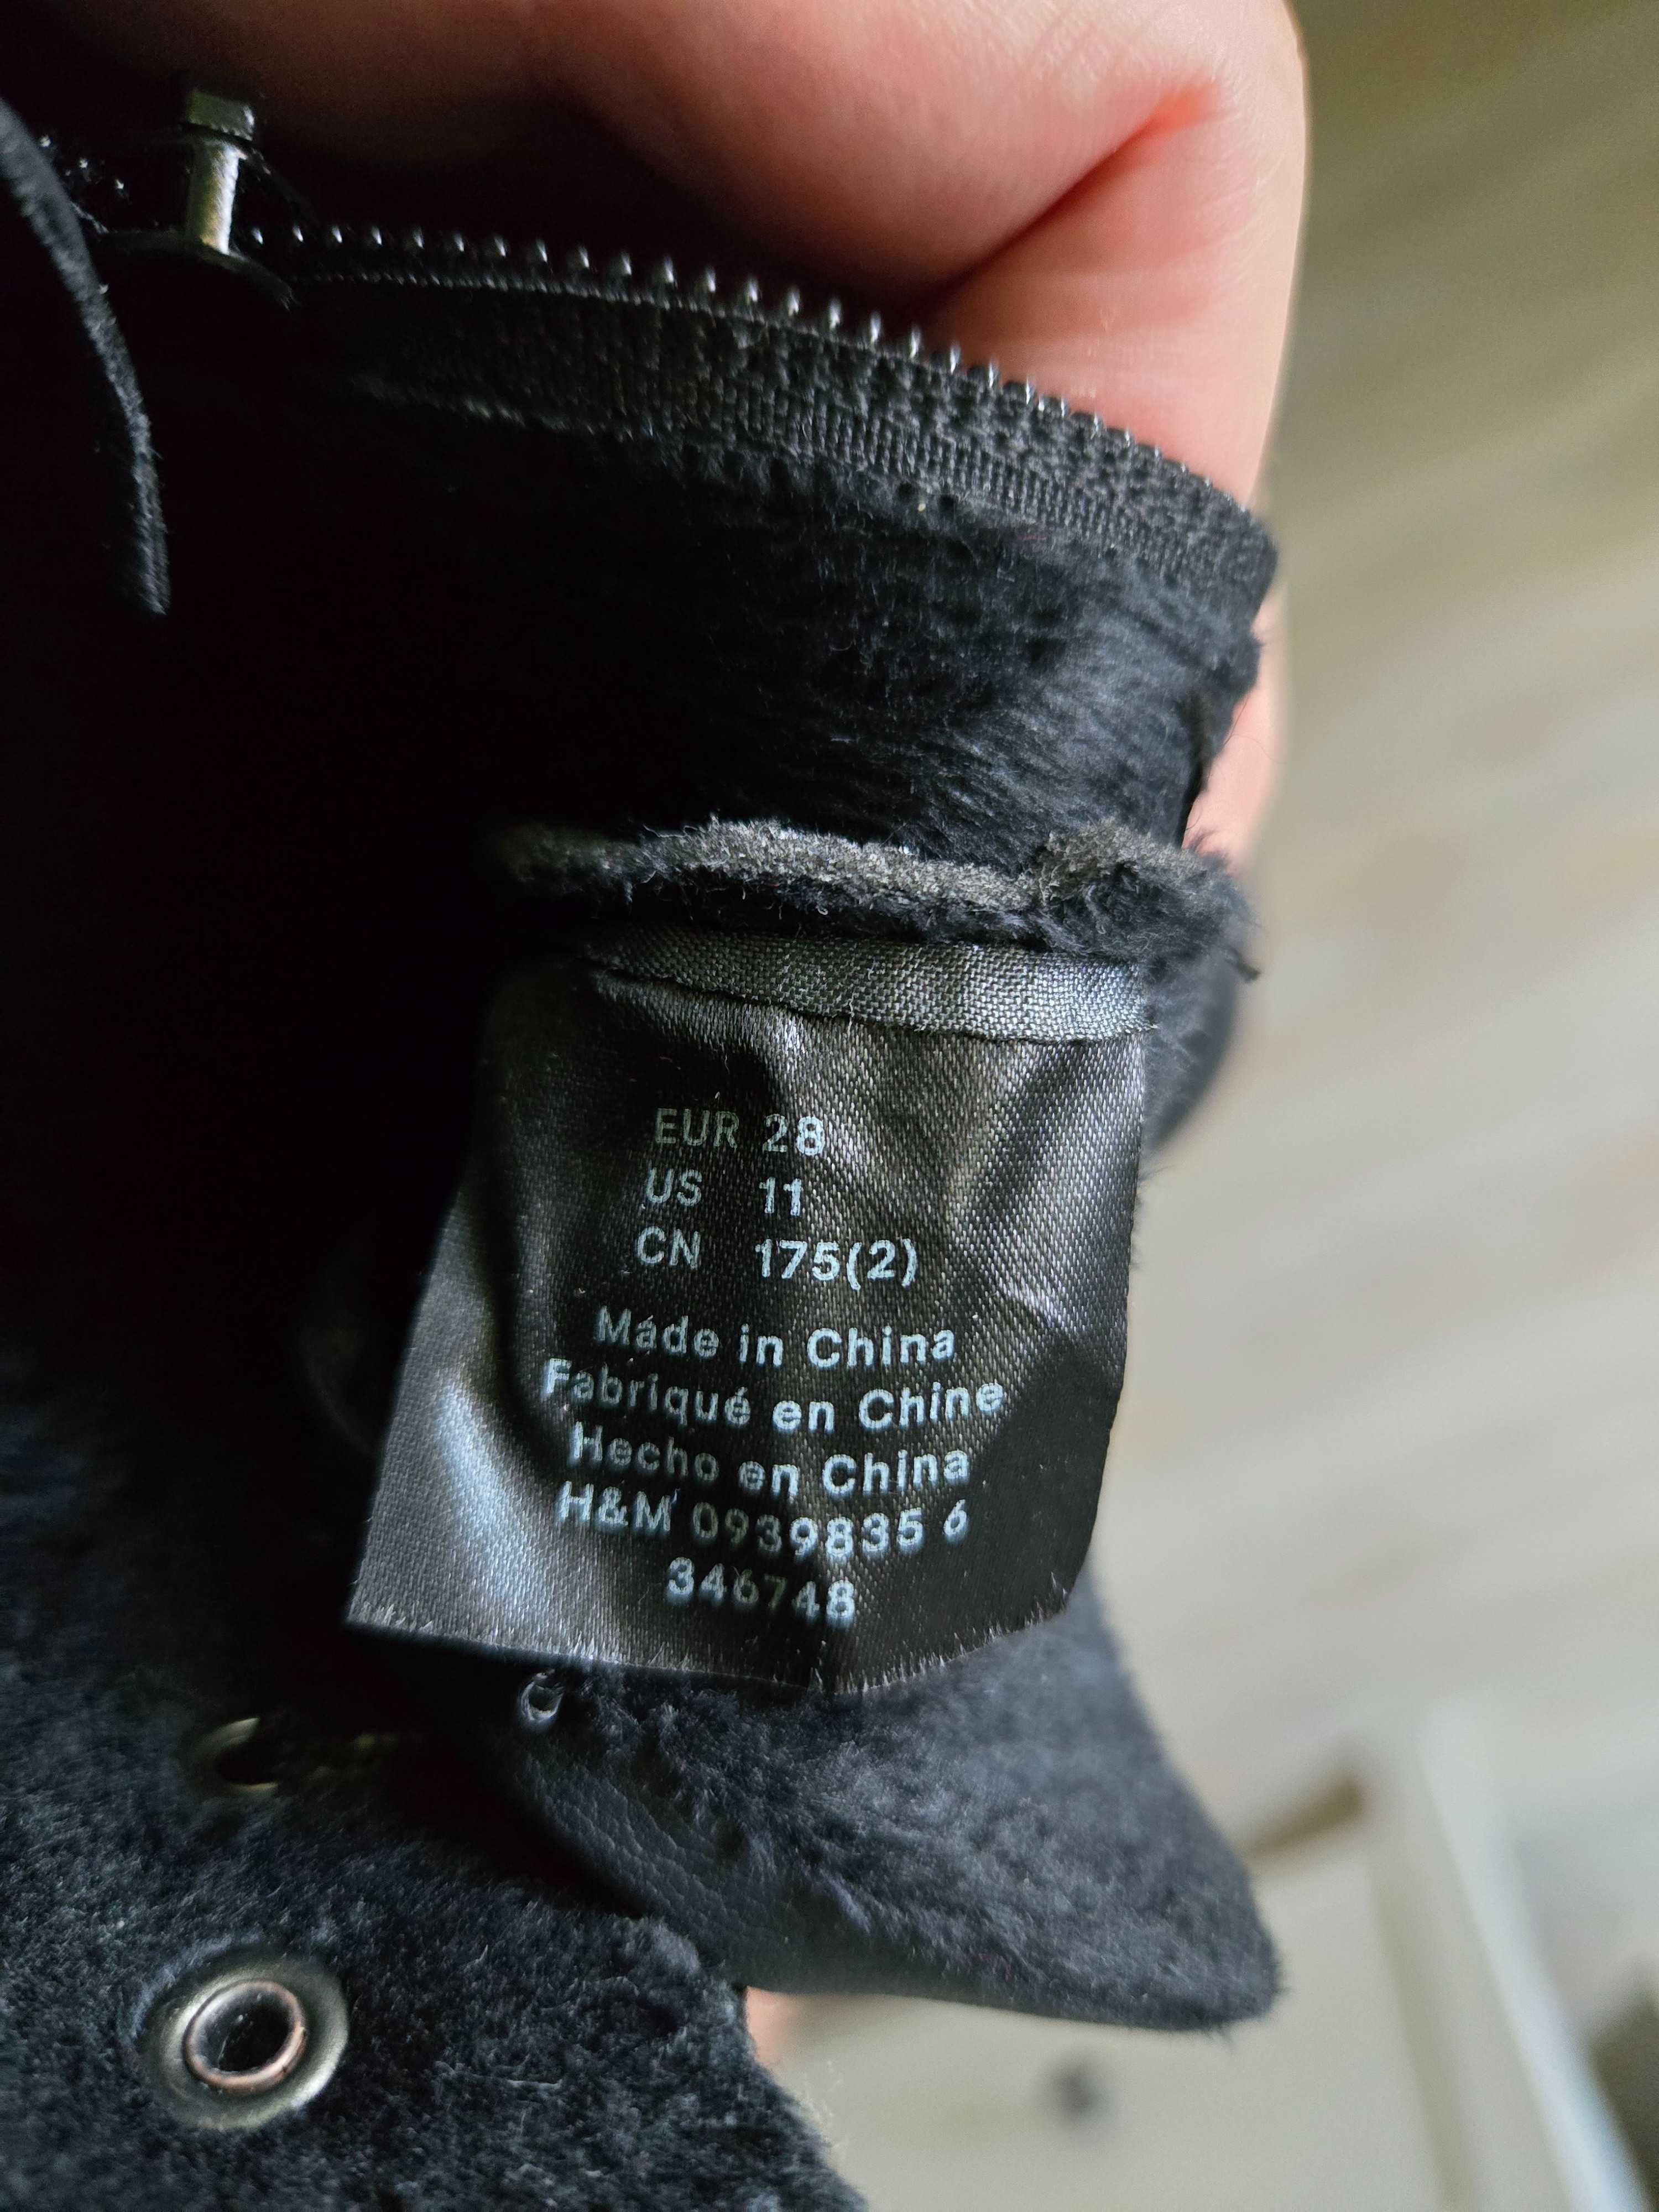 EUR 28
US 11
CN 175(2)
Made in China
Fabriqué en Chine
Hecho en China
H&M 0939835 6
346748